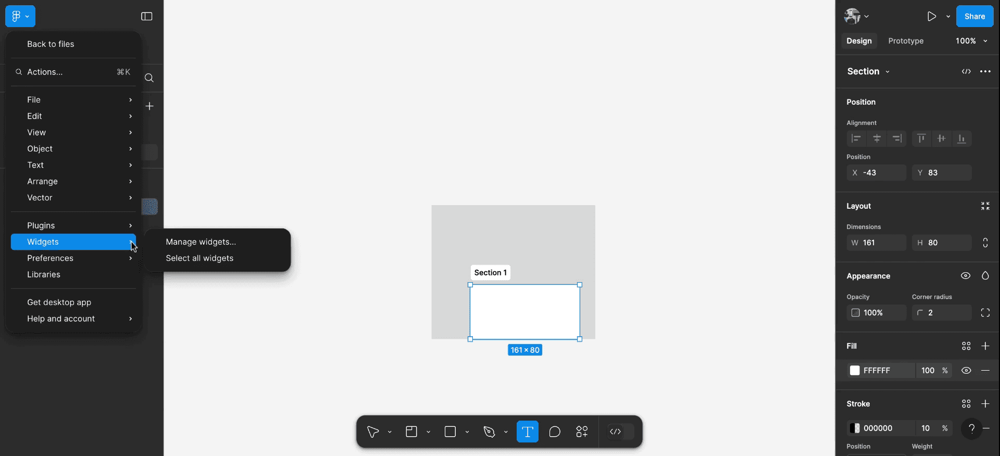 Back to files
Actions...
⌘K
File
Edit
View
Object
Text
Arrange
Vector
Plugins
Widgets
Preferences
Libraries
Get desktop app
Help and account
Manage widgets...
Select all widgets
Section 1
161 × 80
Share
Design
Prototype
100%
Section
Position
Alignment
Position
X -43
Y 83
Layout
Dimensions
W 161
H 80
Appearance
Opacity
Corner radius
100%
2
Fill
FFFFFF
100 %
Stroke
000000
10 %
?
Position
Weight